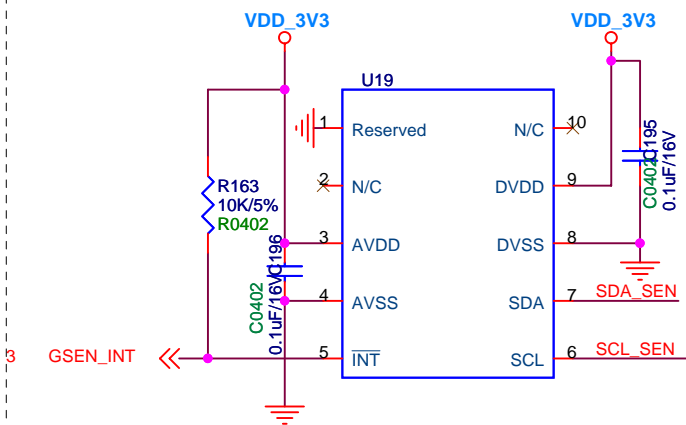 VDD_3V3
VDD_3V3
U19
1
Reserved
N/C
10
2
N/C
DVDD
9
3
AVDD
DVSS
8
4
AVSS
SDA
7
SDA_SEN
5
INT
SCL
6
SCL_SEN
R163
10K/5%
R0402
C196
0.1uF/16V
C0402
C195
0.1uF/16V
C0402
3
GSEN_INT